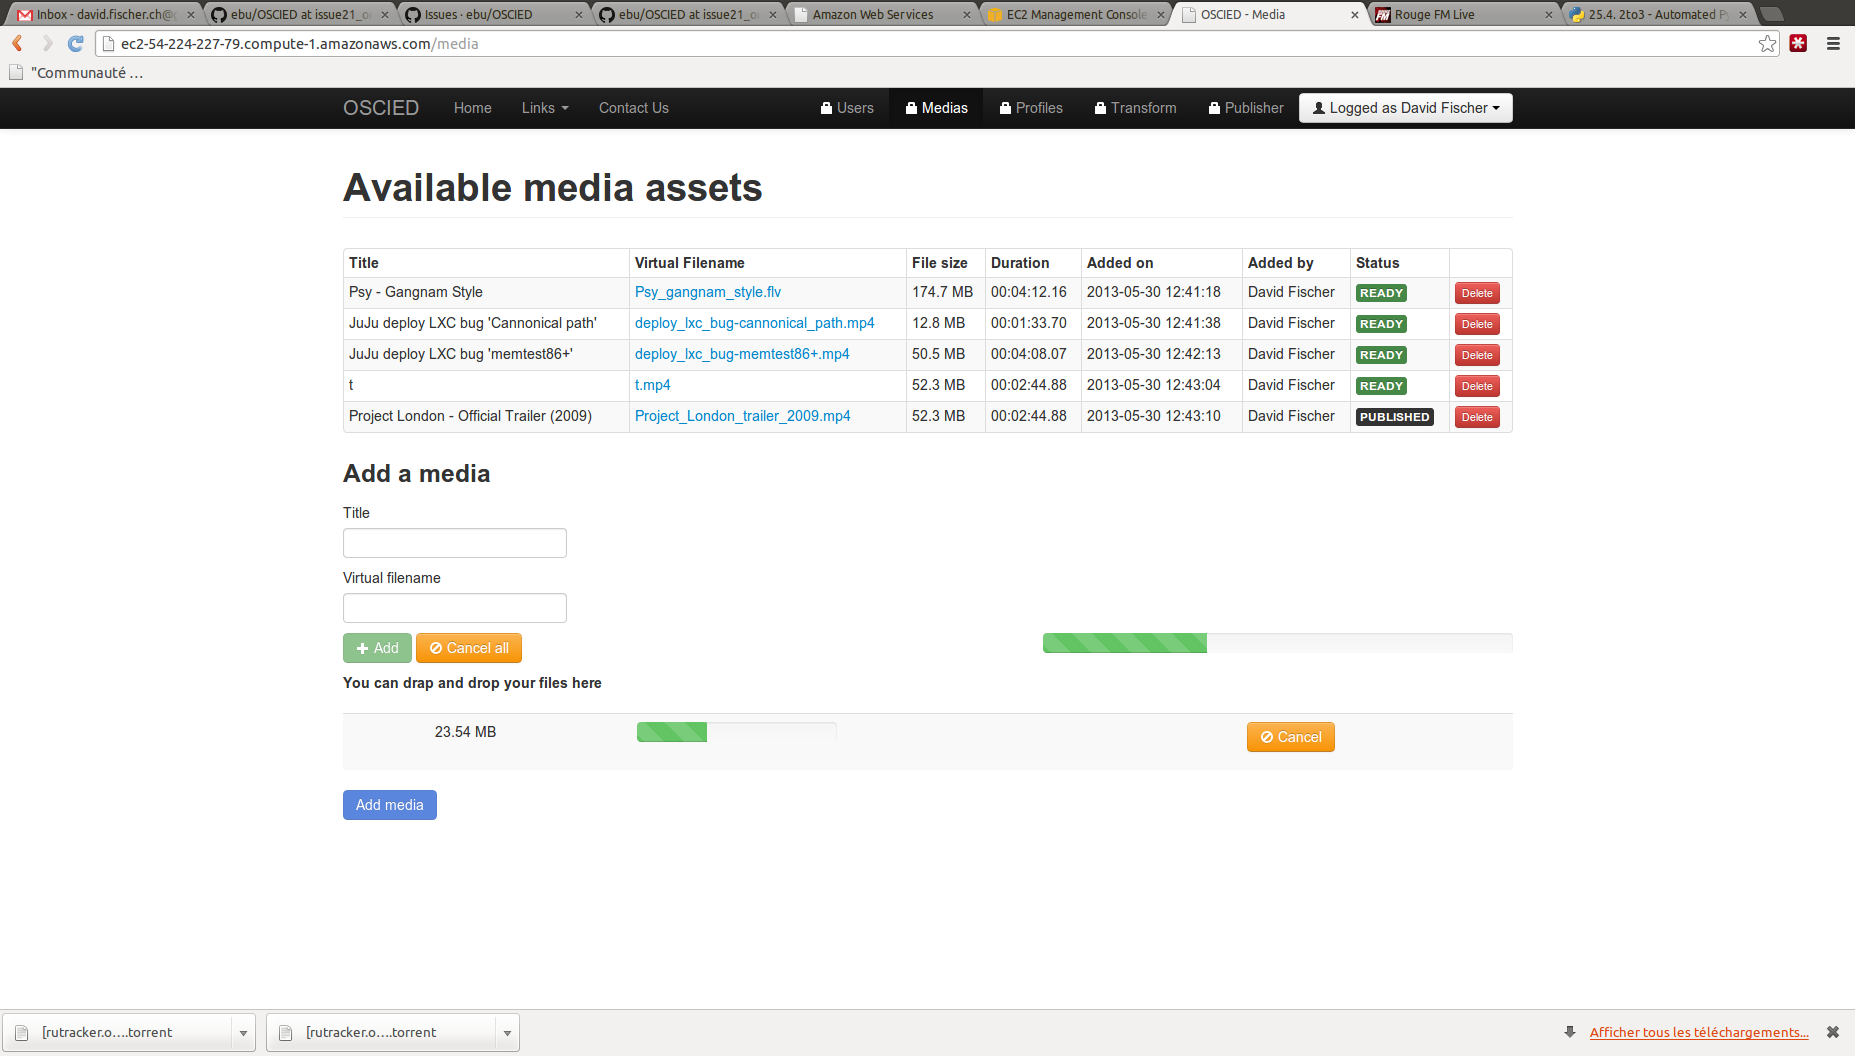 Inbox - david.fischer.ch@g
ebu/OSCIED at issue21_o
Issues · ebu/OSCIED
ebu/OSCIED at issue21_o
Amazon Web Services
EC2 Management Console
OSCIED - Media
Rouge FM Live
25.4. 2to3 - Automated P
ec2-54-224-227-79.compute-1.amazonaws.com/media
"Communauté ...
OSCIED Home Links Contact Us Users Medias Profiles Transform Publisher Logged as David Fischer
Available media assets
Title Virtual Filename File size Duration Added on Added by Status
Psy - Gangnam Style Psy_gangnam_style.flv 174.7 MB 00:04:12.16 2013-05-30 12:41:18 David Fischer READY Delete
JuJu deploy LXC bug 'Cannonical path' deploy_lxc_bug-cannonical_path.mp4 12.8 MB 00:01:33.70 2013-05-30 12:41:38 David Fischer READY Delete
JuJu deploy LXC bug 'memtest86+' deploy_lxc_bug-memtest86+.mp4 50.5 MB 00:04:08.07 2013-05-30 12:42:13 David Fischer READY Delete
t t.mp4 52.3 MB 00:02:44.88 2013-05-30 12:43:04 David Fischer READY Delete
Project London - Official Trailer (2009) Project_London_trailer_2009.mp4 52.3 MB 00:02:44.88 2013-05-30 12:43:10 David Fischer PUBLISHED Delete
Add a media
Title
Virtual filename
Add Cancel all
You can drap and drop your files here
23.54 MB Cancel
Add media
[rutracker.o....torrent [rutracker.o....torrent Afficher tous les téléchargements...